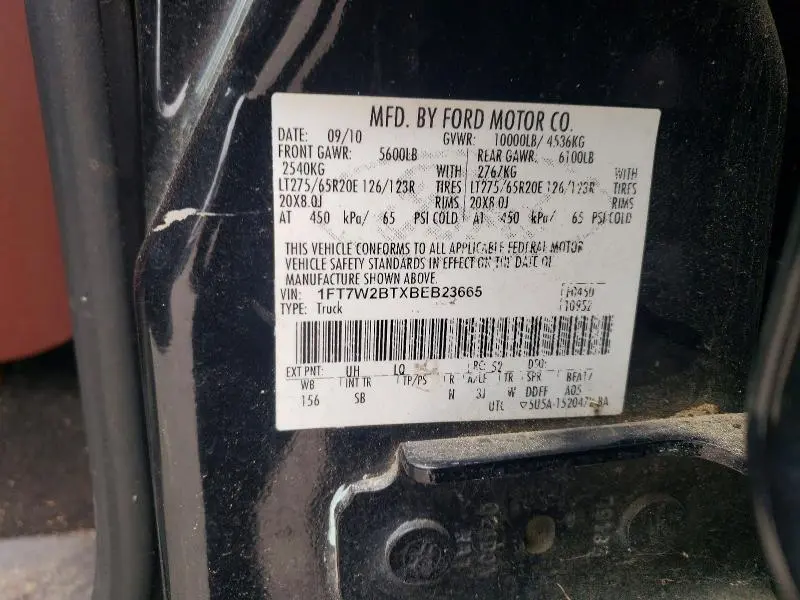 MFD. BY FORD MOTOR CO.
DATE: 09/10 GVWR: 10000LB/ 4536KG
FRONT GAWR: 5600LB REAR GAWR: 6100LB
2540KG WITH 2767KG WITH
LT275/65R20E 126/123R TIRES LT275/65R20E 126/123R TIRES
20X8.0J RIMS 20X8.0J RIMS
AT 450 kPa/ 65 PSI COLD AT 450 kPa/ 65 PSI COLD
THIS VEHICLE CONFORMS TO ALL APPLICABLE FEDERAL MOTOR
VEHICLE SAFETY STANDARDS IN EFFECT ON THE DATE OF
MANUFACTURE SHOWN ABOVE.
VIN: 1FT7W2BTXBEB23665
TYPE: Truck
EXT PNT: UH LQ RC: 52 DSO:
WB INT TR TP/PS R AXLE TR SPR
156 SB N 3J W DDFF
UTC